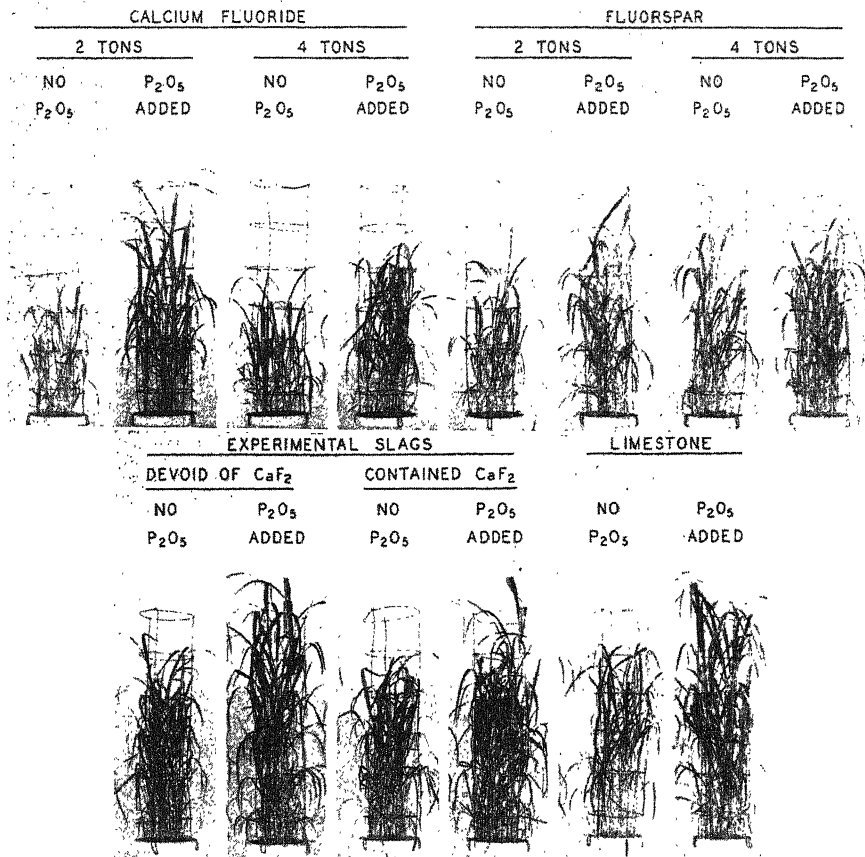 CALCIUM FLUORIDE FLUORSPAR
2 TONS 4 TONS 2 TONS 4 TONS
NO P₂O₅ NO P₂O₅ NO P₂O₅ NO P₂O₅
P₂O₅ ADDED P₂O₅ ADDED P₂O₅ ADDED P₂O₅ ADDED
EXPERIMENTAL SLAGS LIMESTONE
DEVOID OF CaF₂ CONTAINED CaF₂
NO P₂O₅ NO P₂O₅ NO P₂O₅
P₂O₅ ADDED P₂O₅ ADDED P₂O₅ ADDED